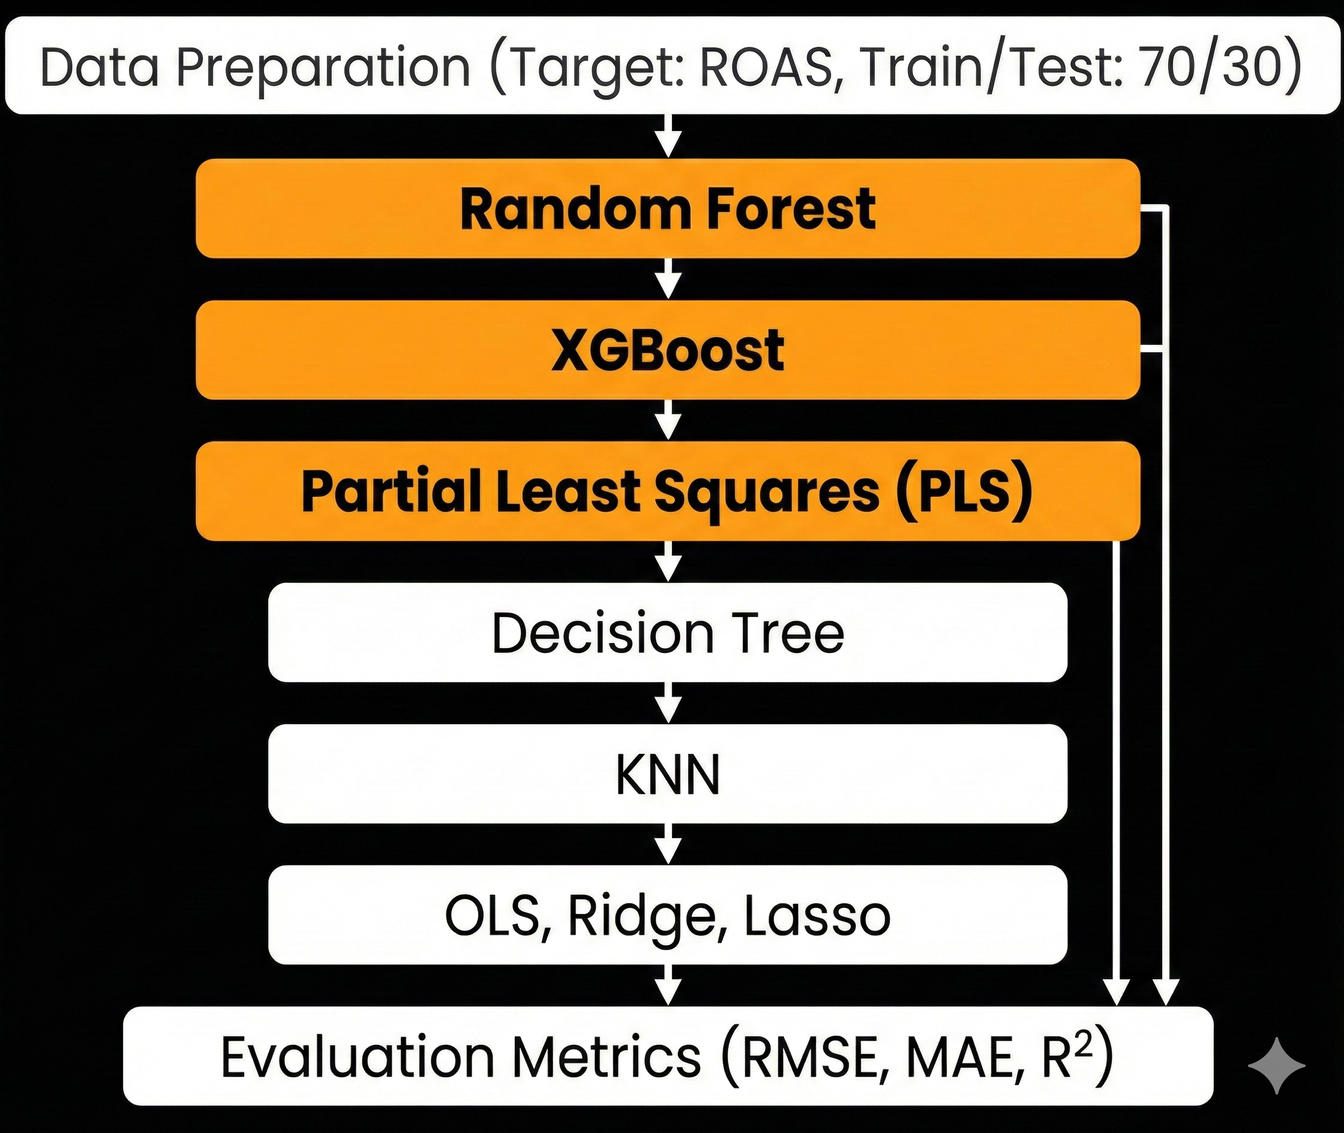 Data Preparation (Target: ROAS, Train/Test: 70/30)
Random Forest
XGBoost
Partial Least Squares (PLS)
Decision Tree
KNN
OLS, Ridge, Lasso
Evaluation Metrics (RMSE, MAE, R²)